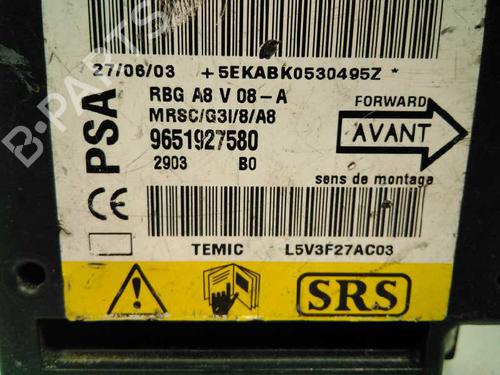 27/06/03 +5EKABK0530495Z *
PSA
RBG A8 V 08-A
MRSC/G3I/8/A8
9651927580
2903 B0
FORWARD
AVANT
sens de montage
CE
TEMIC L5V3F27AC03
SRS
B-PARTS